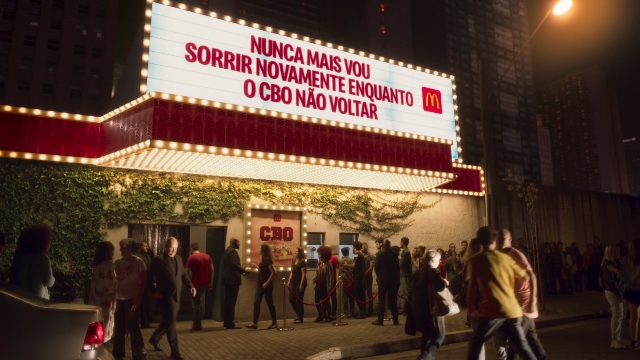 NUNCA MAIS VOU
SORRIR NOVAMENTE ENQUANTO
O CBO NÃO VOLTAR
CBO